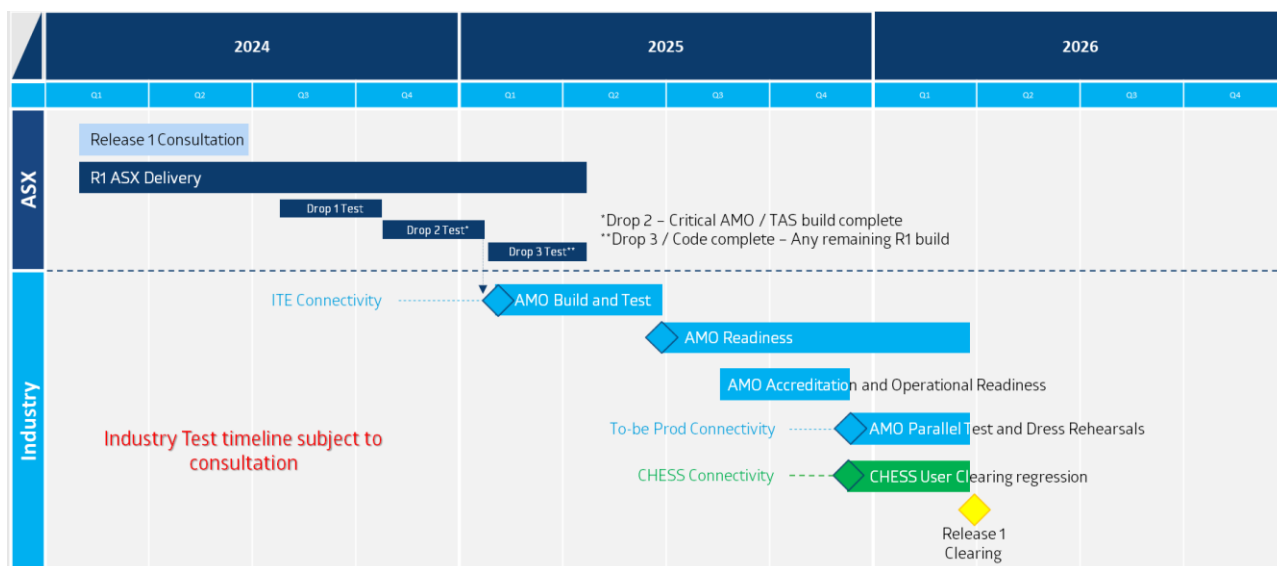 2024
2025
2026
Q1
Q2
Q3
Q4
Q1
Q2
Q3
Q4
Q1
Q2
Q3
Q4
ASX
Release 1 Consultation
R1 ASX Delivery
Drop 1 Test
Drop 2 Test*
Drop 3 Test**
*Drop 2 – Critical AMO / TAS build complete
**Drop 3 / Code complete – Any remaining R1 build
Industry
ITE Connectivity
AMO Build and Test
AMO Readiness
AMO Accreditation and Operational Readiness
To-be Prod Connectivity
AMO Parallel Test and Dress Rehearsals
CHESS Connectivity
CHESS User Clearing regression
Release 1
Clearing
Industry Test timeline subject to
consultation